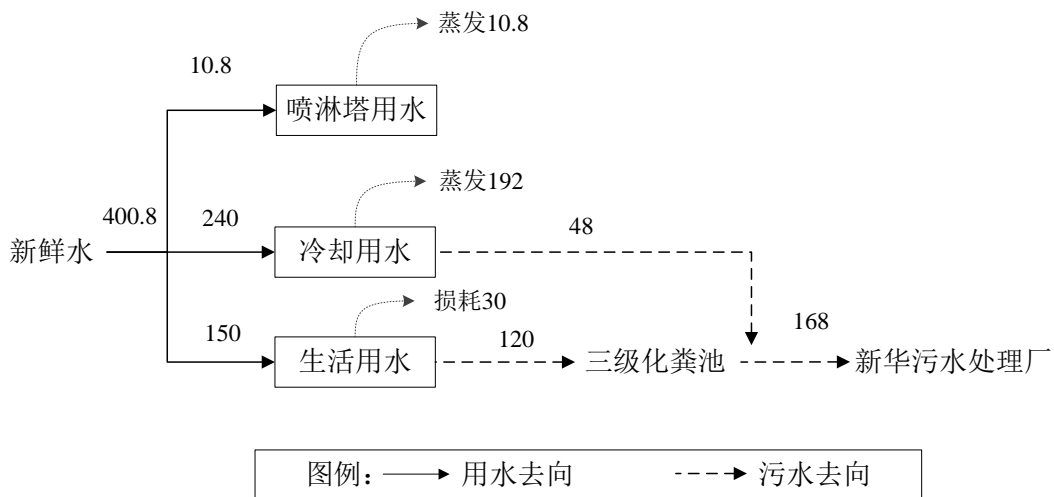 蒸发10.8
10.8
喷淋塔用水
蒸发192
400.8
240
48
新鲜水
冷却用水
损耗30
150
120
168
生活用水
三级化粪池
新华污水处理厂
图例： 用水去向 污水去向